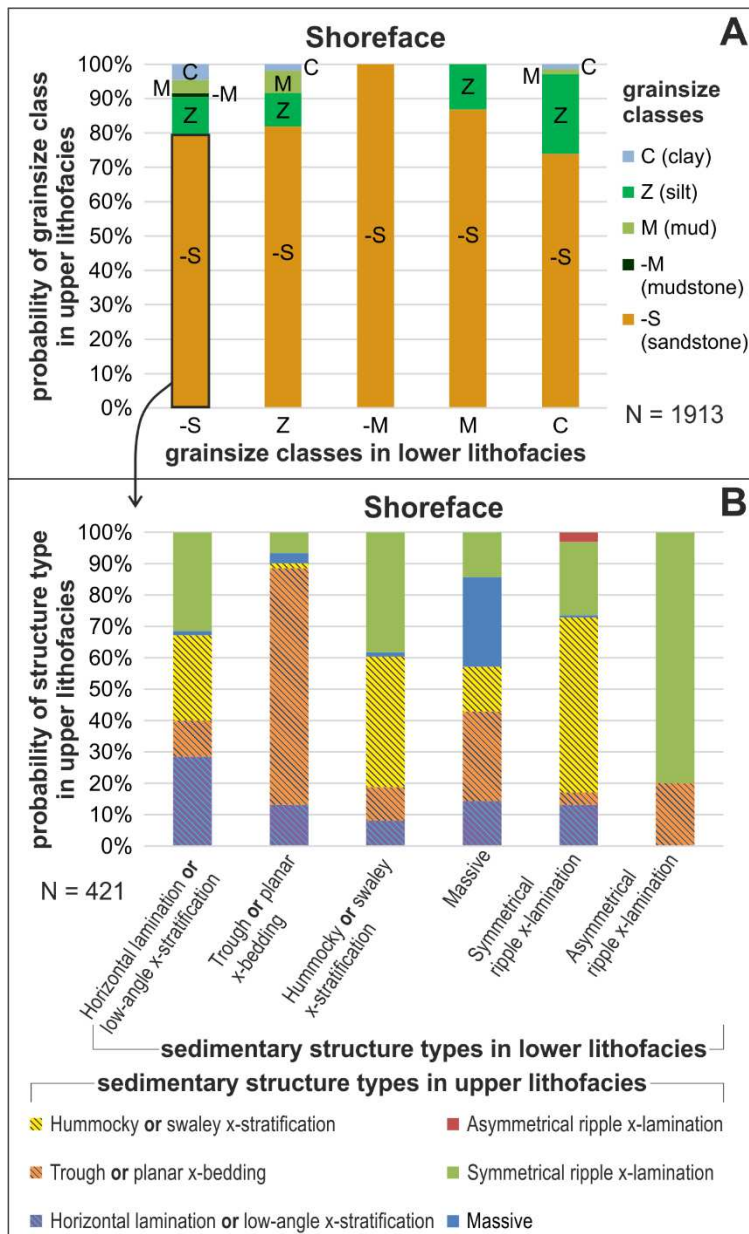 Shoreface
A
probability of grainsize class
in upper lithofacies
100%
90%
80%
70%
60%
50%
40%
30%
20%
10%
0%
C
M
-M
Z
-S
C
M
Z
-S
-S
Z
-S
M
C
Z
-S
-S
Z
-M
M
C
grainsize classes in lower lithofacies
grainsize
classes
C (clay)
Z (silt)
M (mud)
-M
(mudstone)
-S
(sandstone)
N = 1913
B
Shoreface
probability of structure type
in upper lithofacies
100%
90%
80%
70%
60%
50%
40%
30%
20%
10%
0%
N = 421
Horizontal lamination or
low-angle x-stratification
Trough or planar
x-bedding
Hummocky or swaley
x-stratification
Massive
Symmetrical
ripple x-lamination
Asymmetrical
ripple x-lamination
sedimentary structure types in lower lithofacies
sedimentary structure types in upper lithofacies
Hummocky or swaley x-stratification
Trough or planar x-bedding
Horizontal lamination or low-angle x-stratification
Asymmetrical ripple x-lamination
Symmetrical ripple x-lamination
Massive